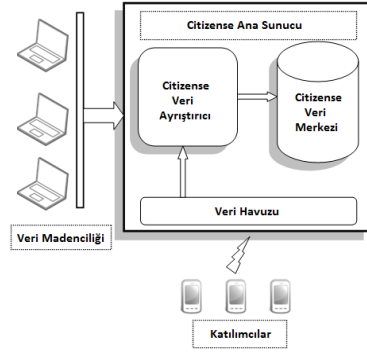 Citizense Ana Sunucu
Citizense
Veri
Ayrıştırıcı
Citizense
Veri
Merkezi
Veri Havuzu
Veri Madenciliği
Katılımcılar